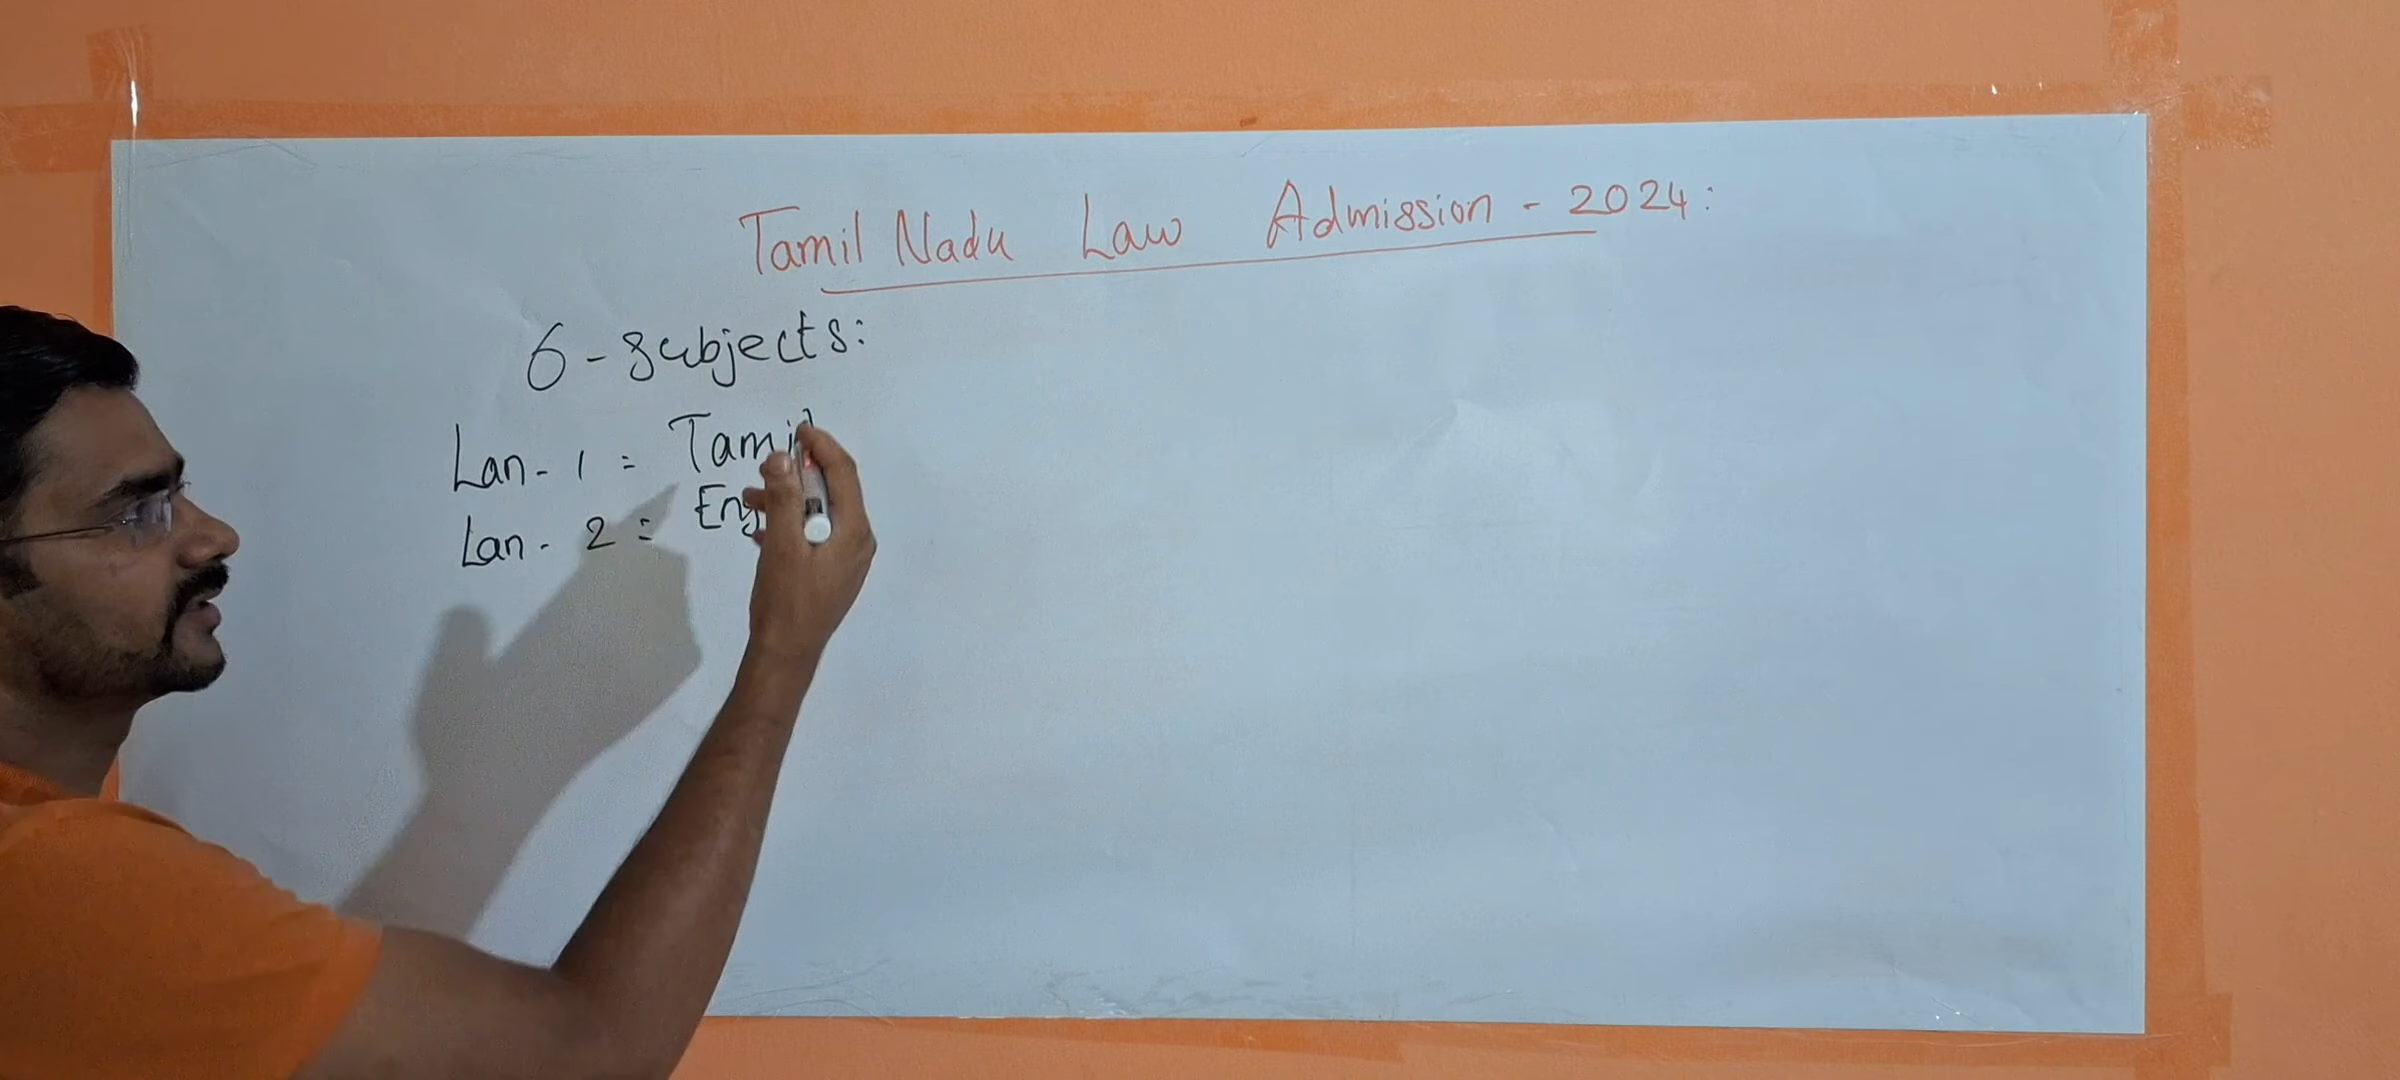 Tamil Nadu Law Admission - 2024:
6 - Subjects:
Lan - 1 = Tamil
Lan - 2 = Eng